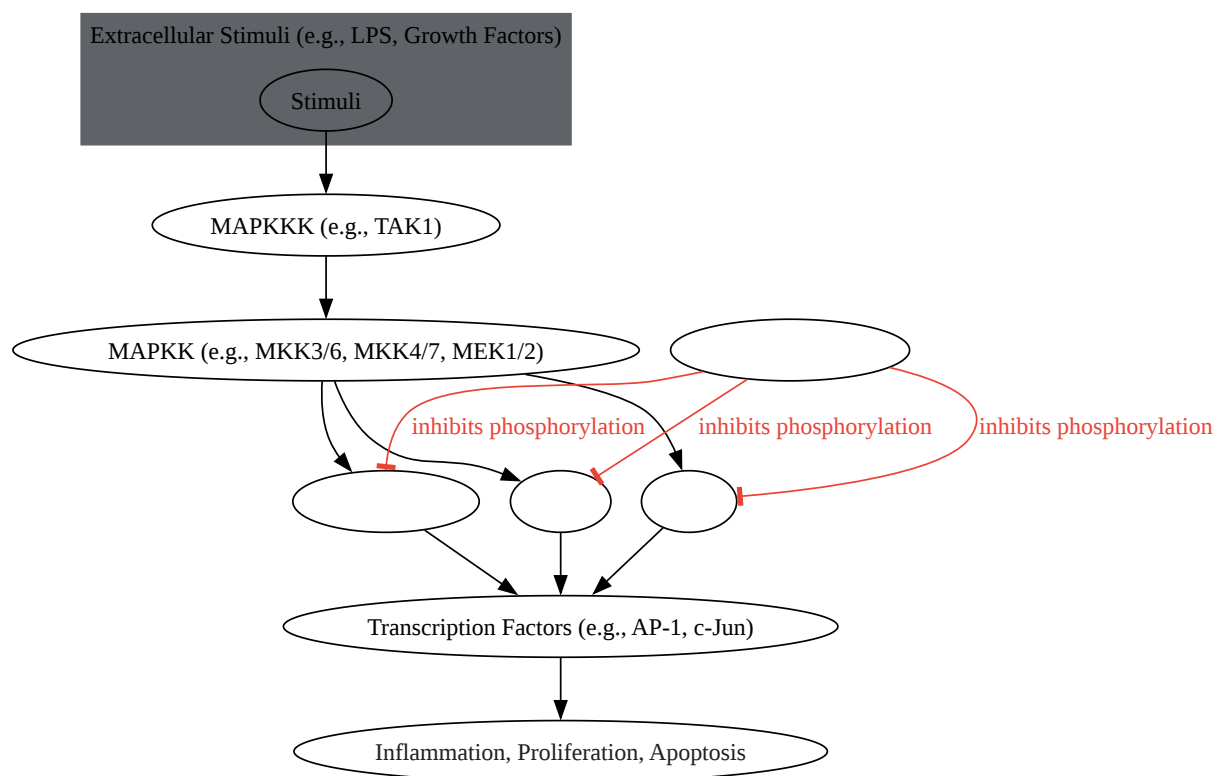 Extracellular Stimuli (e.g., LPS, Growth Factors)
Stimuli
MAPKKK (e.g., TAK1)
MAPKK (e.g., MKK3/6, MKK4/7, MEK1/2)
inhibits phosphorylation
inhibits phosphorylation
inhibits phosphorylation
Transcription Factors (e.g., AP-1, c-Jun)
Inflammation, Proliferation, Apoptosis